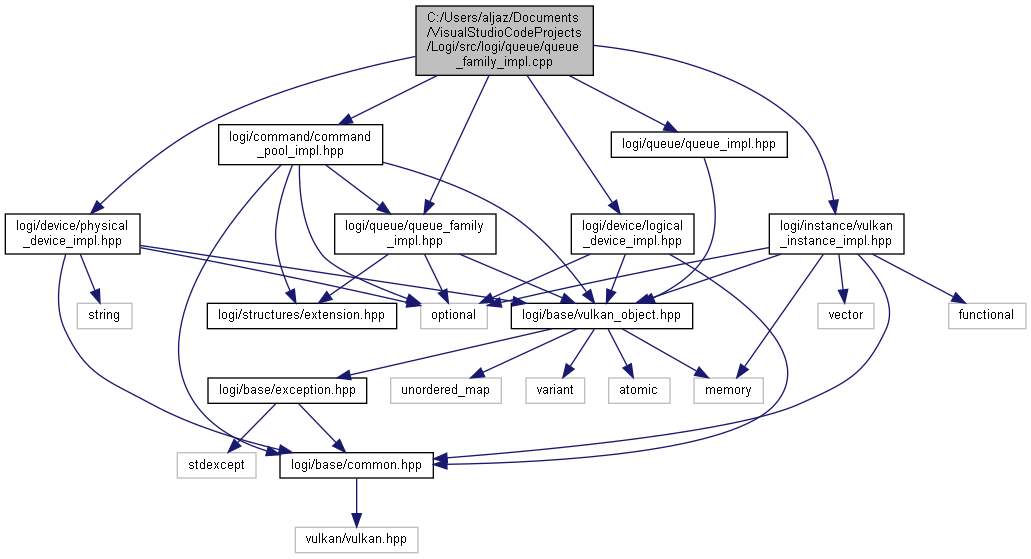 C:/Users/aljaz/Documents
/VisualStudioCodeProjects
/Logi/src/logi/queue/queue
_family_impl.cpp
logi/command/command
_pool_impl.hpp
logi/queue/queue_impl.hpp
logi/device/physical
_device_impl.hpp
logi/queue/queue_family
_impl.hpp
logi/device/logical
_device_impl.hpp
logi/instance/vulkan
_instance_impl.hpp
string
logi/structures/extension.hpp
optional
logi/base/vulkan_object.hpp
vector
functional
logi/base/exception.hpp
unordered_map
variant
atomic
memory
stdexcept
logi/base/common.hpp
vulkan/vulkan.hpp